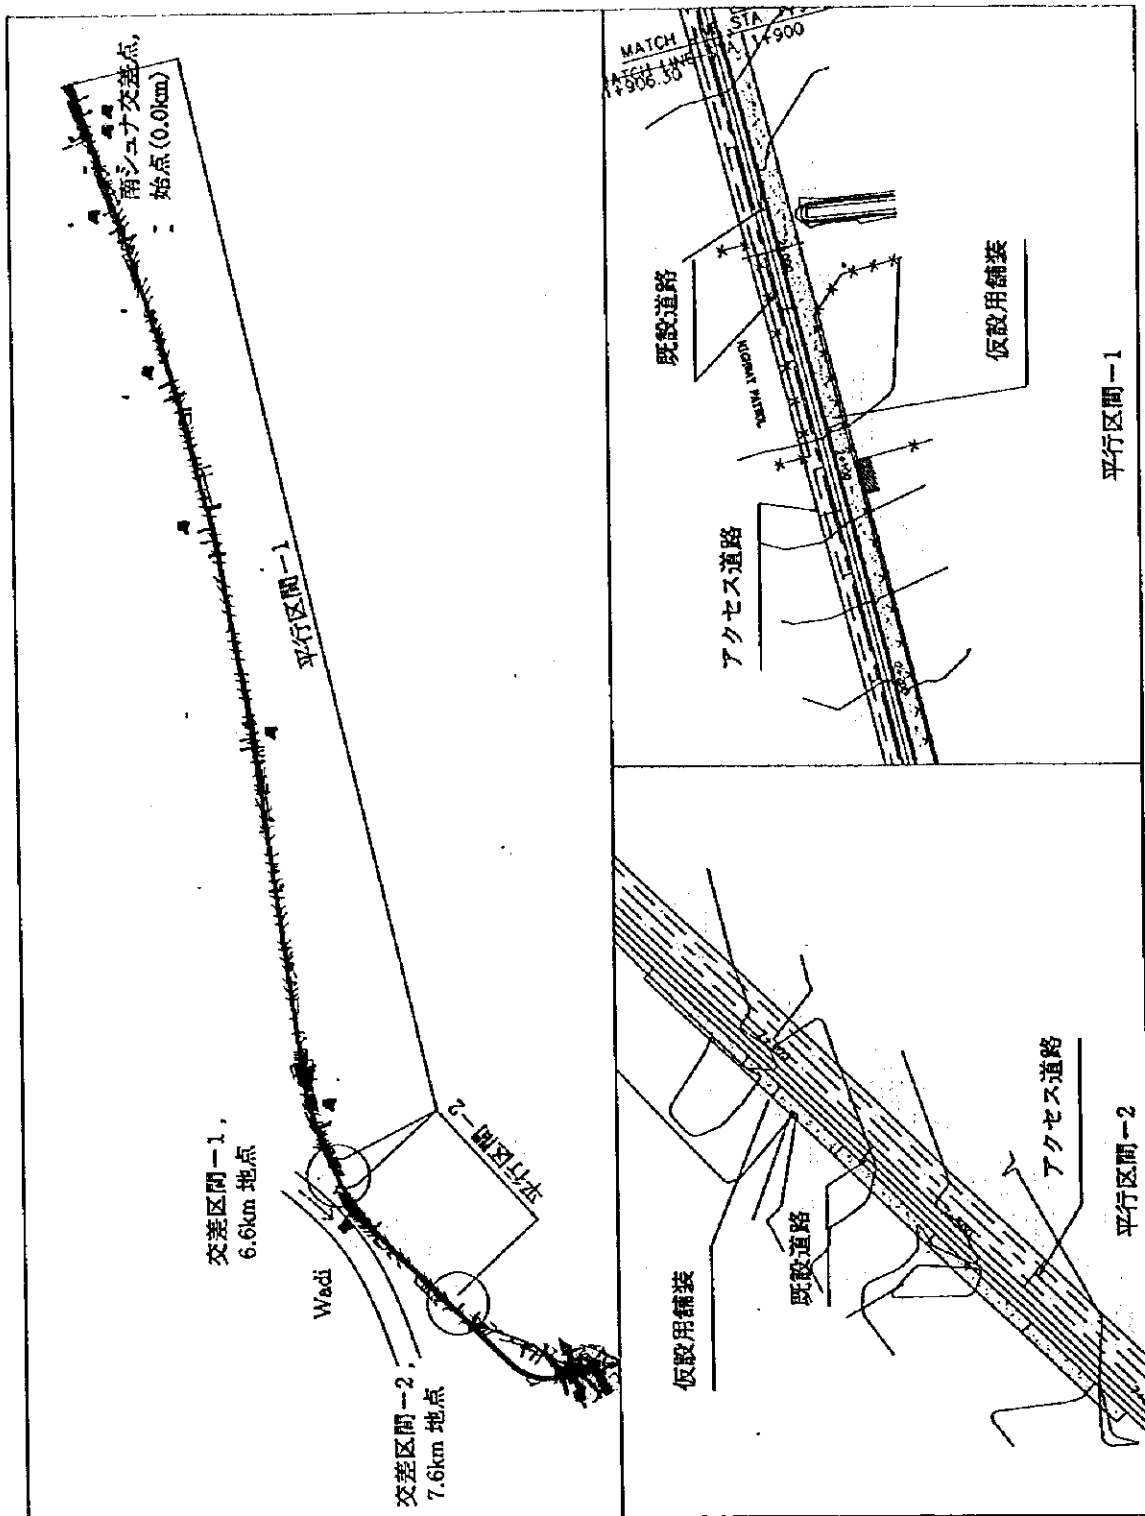 南シュナ交差点,
始点(0.0km)
平行区間-1
交差区間-1,
6.6km 地点
Wadi
平行区間-2
交差区間-2,
7.6km 地点
MATCH LINE STA
1+900
MATCH LINE STA
1+906.30
既設道路
HIGHWAY PATROL
仮設用舗装
アクセス道路
平行区間-1
仮設用舗装
既設道路
アクセス道路
平行区間-2